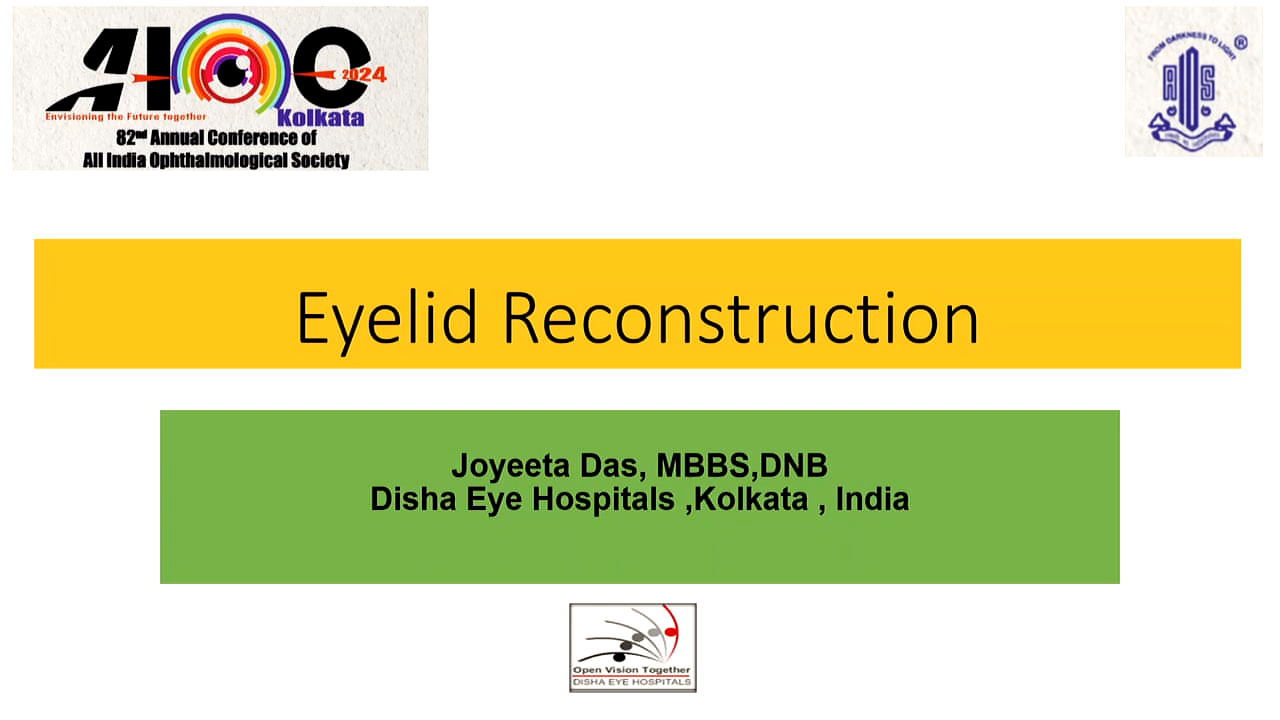 AIOC
2024
Envisioning the Future together
Kolkata
82nd Annual Conference of
All India Ophthalmological Society
FROM DARKNESS TO LIGHT
®
AIOS
Eyelid Reconstruction
Joyeeta Das, MBBS,DNB
Disha Eye Hospitals ,Kolkata , India
Open Vision Together
DISHA EYE HOSPITALS